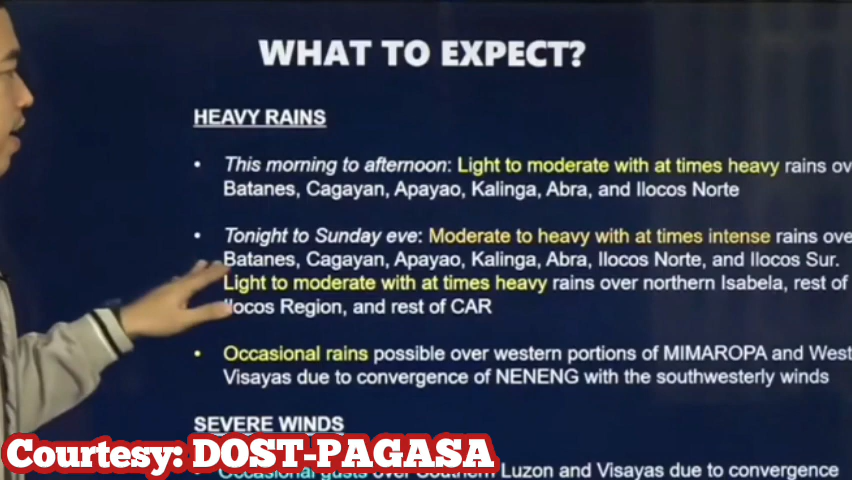 WHAT TO EXPECT?
HEAVY RAINS
• This morning to afternoon: Light to moderate with at times heavy rains
Batanes, Cagayan, Apayao, Kalinga, Abra, and Ilocos Norte
• Tonight to Sunday eve: Moderate to heavy with at times intense rains
Batanes, Cagayan, Apayao, Kalinga, Abra, Ilocos Norte, and Ilocos Sur.
Light to moderate with at times heavy rains over northern Isabela, rest of
Ilocos Region, and rest of CAR
• Occasional rains possible over western portions of MIMAROPA and West
Visayas due to convergence of NENENG with the southwesterly winds
SEVERE WINDS
Occasional gusts over Southern Luzon and Visayas due to convergence
Courtesy: DOST-PAGASA